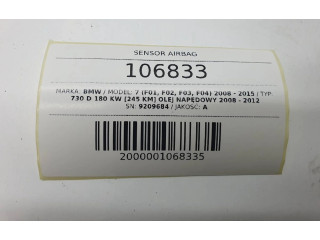 SENSOR AIRBAG
106833
MARKA: BMW / MODEL: 7 (F01, F02, F03, F04) 2008 - 2015 / TYP:
730 D 180 KW (245 KM) OLEJ NAPĘDOWY 2008 - 2012
SN: 9209684 / JAKOŚĆ: A
2000001068335